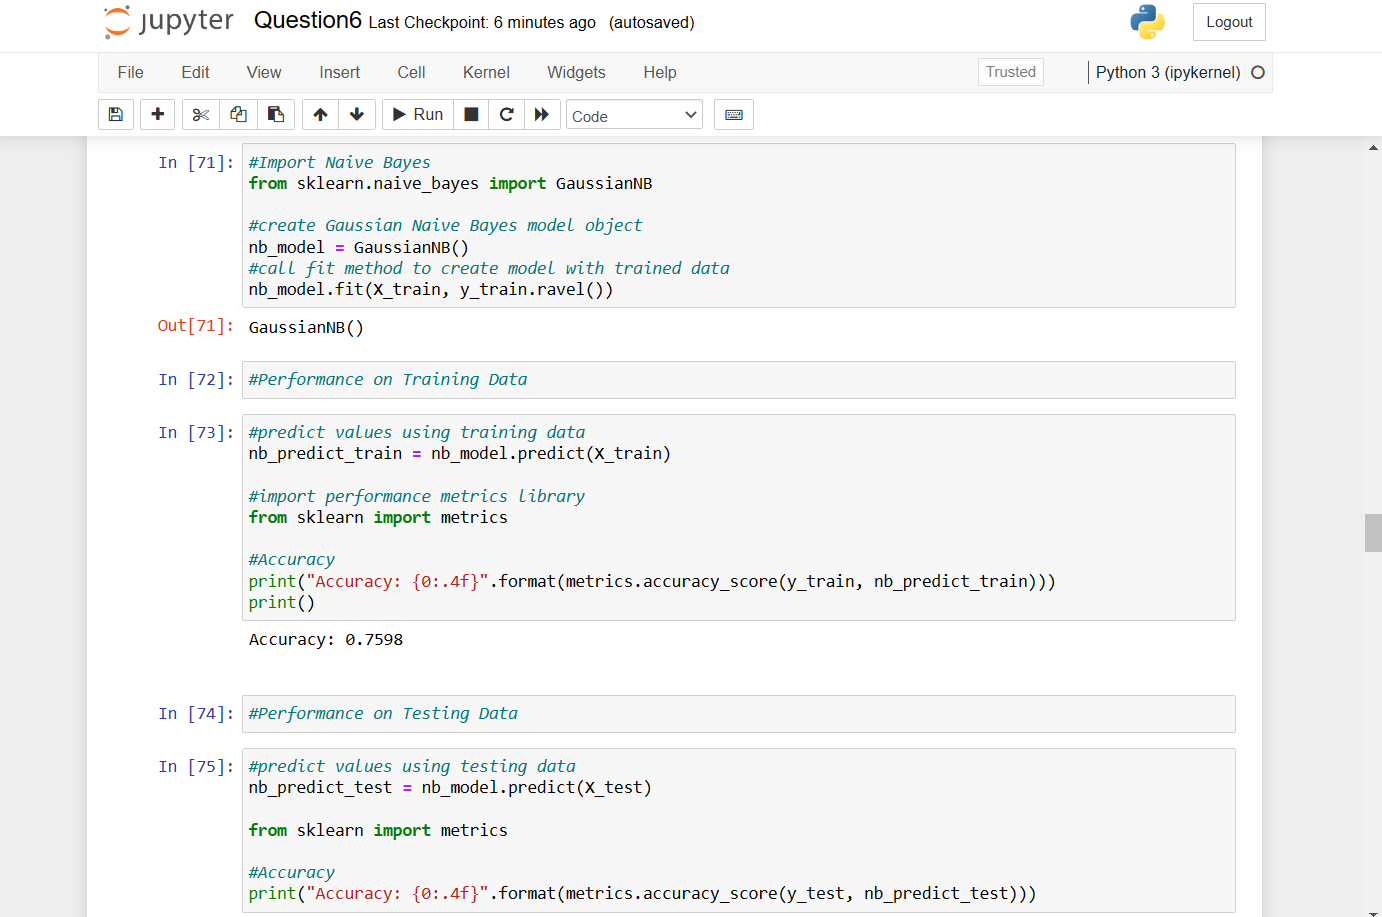 jupyter Question6 Last Checkpoint: 6 minutes ago (autosaved)
Logout
File Edit View Insert Cell Kernel Widgets Help Trusted Python 3 (ipykernel)
Run Code
In [71]: #Import Naive Bayes
from sklearn.naive_bayes import GaussianNB
#create Gaussian Naive Bayes model object
nb_model = GaussianNB()
#call fit method to create model with trained data
nb_model.fit(X_train, y_train.ravel())
Out[71]: GaussianNB()
In [72]: #Performance on Training Data
In [73]: #predict values using training data
nb_predict_train = nb_model.predict(X_train)
#import performance metrics library
from sklearn import metrics
#Accuracy
print("Accuracy: {0:.4f}".format(metrics.accuracy_score(y_train, nb_predict_train)))
print()
Accuracy: 0.7598
In [74]: #Performance on Testing Data
In [75]: #predict values using testing data
nb_predict_test = nb_model.predict(X_test)
from sklearn import metrics
#Accuracy
print("Accuracy: {0:.4f}".format(metrics.accuracy_score(y_test, nb_predict_test)))